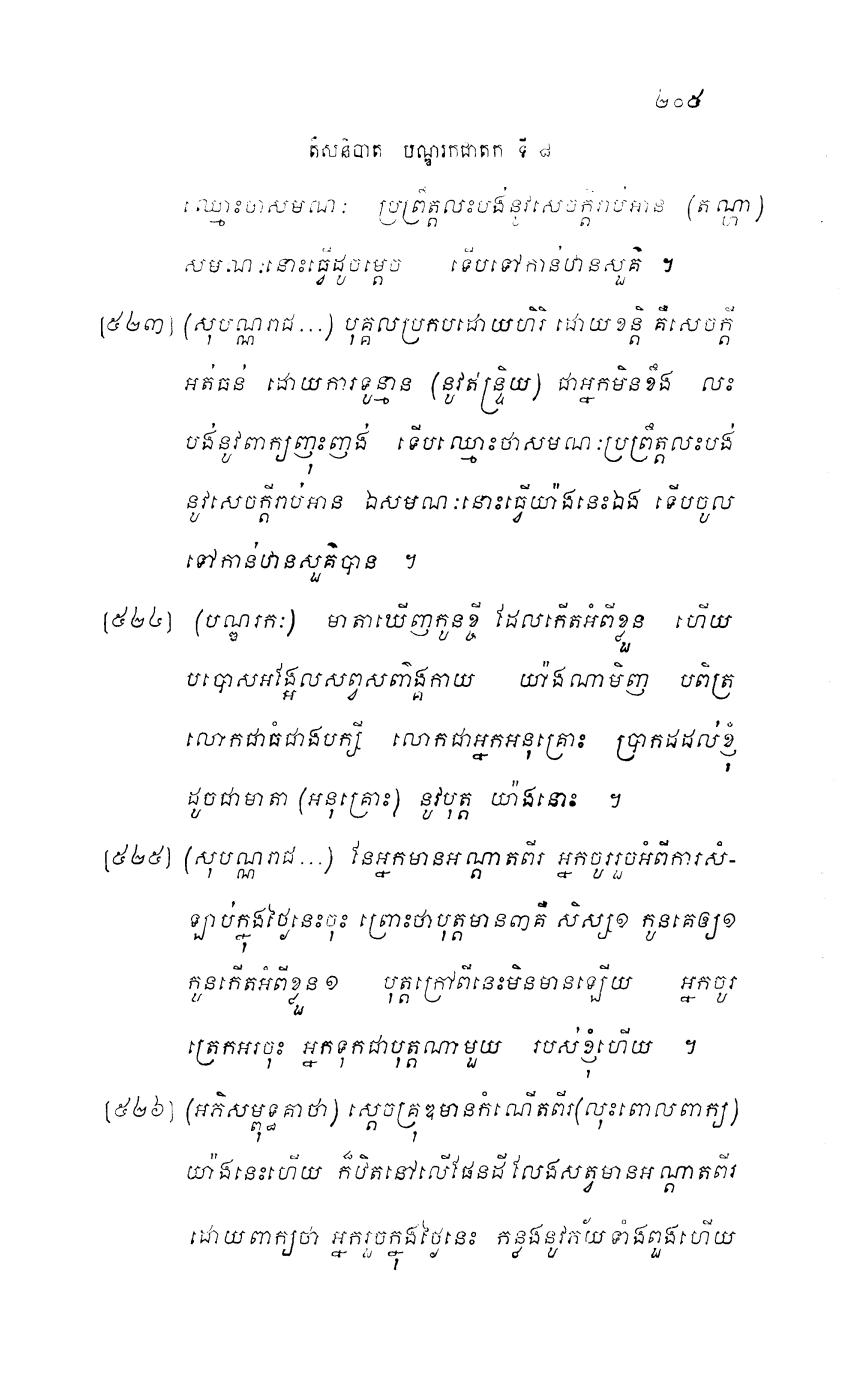 ២០៥
តឹសនិបាត បណ្ឌរកជាតក ទី ៨
ឈ្មោះថាសមណៈ ប្រព្រឹត្តលះបង់នូវសេចក្តីរាប់អាន (តណ្ហា)
សមណៈនោះធ្វើដូចម្តេច ទើបទៅកាន់ឋានសួគ៌ ។
[៥២៣] (សុបណ្ណរាជ...) បុគ្គលប្រកបដោយហិរិ ដោយខន្តិ គឺសេចក្តី
អត់ធន់ ដោយការទូន្មាន (នូវឥន្ទ្រិយ) ជាអ្នកមិនខឹង លះ
បង់នូវពាក្យញុះញង់ ទើបឈ្មោះថាសមណៈប្រព្រឹត្តលះបង់
នូវសេចក្តីរាប់អាន ឯសមណៈនោះធ្វើយ៉ាងនេះឯង ទើបចូល
ទៅកាន់ឋានសួគ៌បាន ។
[៥២៤] (បណ្ឌរកៈ) មាតាឃើញកូនខ្ចី ដែលកើតអំពីខ្លួន ហើយ
បបោសអង្អែលសព្វសពាង្គកាយ យ៉ាងណាមិញ បពិត្រ
លោកជាធំជាងបក្សី លោកជាអ្នកអនុគ្រោះ ប្រាកដដល់ខ្ញុំ
ដូចជាមាតា (អនុគ្រោះ) នូវបុត្ត យ៉ាងនោះ ។
[៥២៥] (សុបណ្ណរាជ...) នែអ្នកមានអណ្តាតពីរ អ្នកចូររួចអំពីការសំ-
ឡាប់ក្នុងថ្ងៃនេះចុះ ព្រោះថាបុត្តមាន៣គឺ សិស្ស១ កូនគេឲ្យ១
កូនកើតអំពីខ្លួន ១ បុត្តក្រៅពីនេះមិនមានឡើយ អ្នកចូរ
ត្រេកអរចុះ អ្នកទុកជាបុត្តណាមួយ របស់ខ្ញុំហើយ ។
[៥២៦] (អភិសម្ពុទ្ធគាថា) ស្តេចគ្រុឌមានកំណើតពីរ(លុះពោលពាក្យ)
យ៉ាងនេះហើយ ក៏ឋិតនៅលើផែនដី លែងសត្វមានអណ្តាតពីរ
ដោយពាក្យថា អ្នករួចក្នុងថ្ងៃនេះ កន្លងនូវភ័យទាំងពួងហើយ